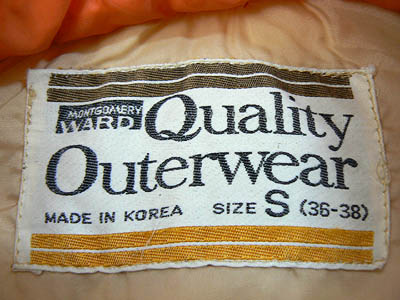 MONTGOMERY
WARD Quality
Outerwear
MADE IN KOREA SIZE S (36-38)